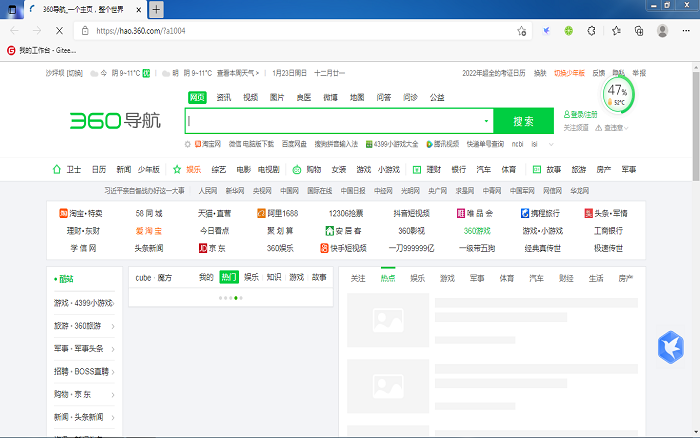 360导航_一个主页，整个世界
https://hao.360.com/?a1004
我的工作台 - Gitee....
沙坪坝 [切换] 今 阴 9~11°C 优 明 阴 9~11°C 查看本周天气 > 1月23日周日 十二月廿一 2022年超全的考证日历 换肤 切换少年版 反馈 隐私 举报
网页 资讯 视频 图片 良医 微博 地图 问答 问诊 公益
47%
52°C
360导航 搜索 登录/注册
关注频道 查违章
淘宝网 微信 电脑版下载 百度网盘 搜狗拼音输入法 4399小游戏大全 腾讯视频 快递单号查询 ncbi isl
卫士 日历 新闻 少年版 娱乐 综艺 电影 电视剧 购物 女装 游戏 小游戏 理财 银行 汽车 体育 新闻 旅游 房产 军事
习近平亲自督战办好这一大事 人民网 新华网 央视网 中国网 国际在线 中国日报 中经网 光明网 央广网 求是网 中青网 中国军网 网信网 华龙网
淘宝·特卖 58 同 城 天猫·直营 阿里1688 12306抢票 抖音短视频 唯 品 会 携程旅行 头条·军情
理财·东财 爱 淘 宝 今日看点 聚 划 算 安 居 客 360影视 360游戏 游戏·小游戏 工商银行
学 信 网 头条新闻 京 东 360娱乐 快手短视频 一刀999999亿 一级带五狗 经典真传世 极速传世
酷站 cube · 魔方 我的 热门 娱乐 知识 游戏 故事 关注 热点 娱乐 游戏 军事 体育 汽车 财经 生活 房产
游戏 · 4399小游戏
旅游 · 360旅游
军事 · 军事头条
招聘 · BOSS直聘
购物 · 京 东
新闻 · 头条新闻